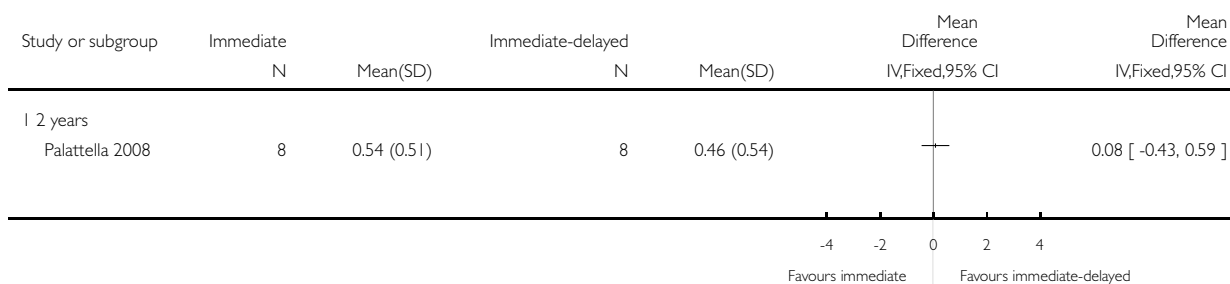 Study or subgroup Immediate Immediate-delayed Mean Difference Mean Difference
N Mean(SD) N Mean(SD) IV,Fixed,95% CI IV,Fixed,95% CI
1 2 years
Palattella 2008 8 0.54 (0.51) 8 0.46 (0.54) 0.08 [ -0.43, 0.59 ]
-4 -2 0 2 4
Favours immediate Favours immediate-delayed